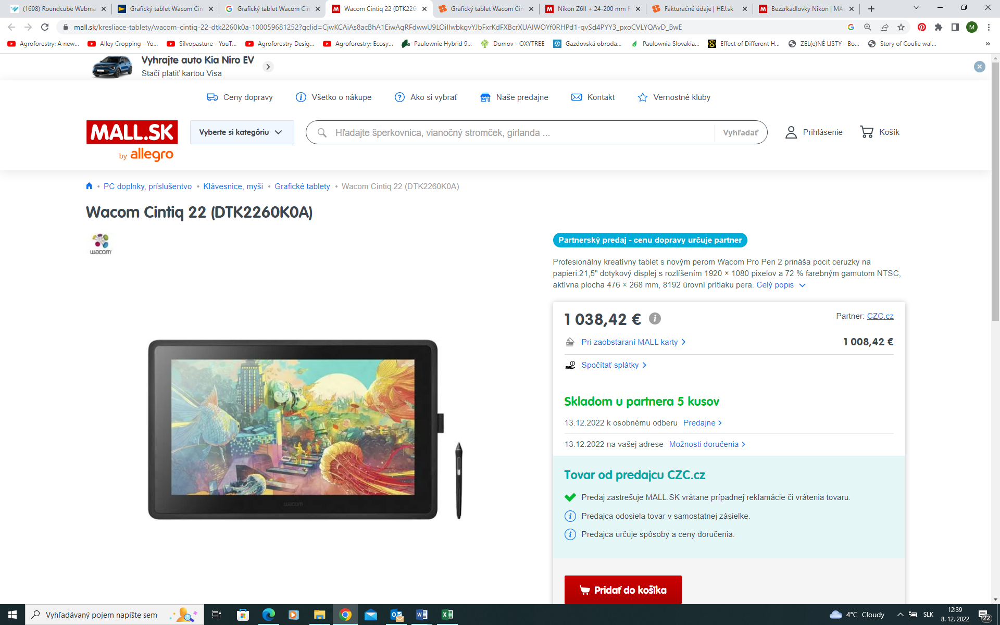 (1698) Roundcube Webma
Grafický tablet Wacom Cin
Grafický tablet Wacom Cin
Wacom Cintiq 22 (DTK2260
Grafický tablet Wacom Cin
Nikon Z6II + 24-200 mm F
Fakturačné údaje | HEJ.sk
Bezzrkadlovky Nikon | MAL
mall.sk/kresliace-tablety/wacom-cintiq-22-dtk2260k0a-100059681252?gclid=CjwKCAiAs8acBhA1EiwAgRFdwwU9LOiIlwbkgvYJbFxrKdFXBcrXUAlWOYf0RHPd1-qvSd4PYY3_pxoCVLYQAvD_BwE
M
Agroforestry: A new...
Alley Cropping - Yo...
Silvopasture - YouT...
Agroforestry Desig...
Agroforestry: Ecosy...
Paulownie Hybrid 9...
Domov - OXYTREE
Gazdovská obroda...
Paulownia Slovakia...
Effect of Different H...
ZEL(e)NÉ LISTY - Bo...
Story of Coulie wal...
Vyhrajte auto Kia Niro EV
Stačí platiť kartou Visa
Ceny dopravy
Všetko o nákupe
Ako si vybrať
Naše predajne
Kontakt
Vernostné kluby
MALL.SK
by allegro
Vyberte si kategóriu
Hľadajte šperkovnica, vianočný stromček, girlanda ...
Vyhľadať
Prihlásenie
Košík
• PC doplnky, príslušentvo • Klávesnice, myši • Grafické tablety • Wacom Cintiq 22 (DTK2260K0A)
Wacom Cintiq 22 (DTK2260K0A)
wacom
Partnerský predaj - cenu dopravy určuje partner
Profesionálny kreatívny tablet s novým perom Wacom Pro Pen 2 prináša pocit ceruzky na
papieri.21,5" dotykový displej s rozlíšením 1920 × 1080 pixelov a 72 % farebným gamutom NTSC,
aktívna plocha 476 × 268 mm, 8192 úrovní prítlaku pera. Celý popis
1 038,42 €
Partner: CZC.cz
Pri zaobstaraní MALL karty
1 008,42 €
Spočítať splátky
Skladom u partnera 5 kusov
13.12.2022 k osobnému odberu Predajne
13.12.2022 na vašej adrese Možnosti doručenia
Tovar od predajcu CZC.cz
Predaj zastrešuje MALL.SK vrátane prípadnej reklamácie či vrátenia tovaru.
Predajca odosiela tovar v samostatnej zásielke.
Predajca určuje spôsoby a ceny doručenia.
wacom
Pridať do košíka
Vyhľadávaný pojem napíšte sem
4°C Cloudy
SLK
12:39
8. 12. 2022
22